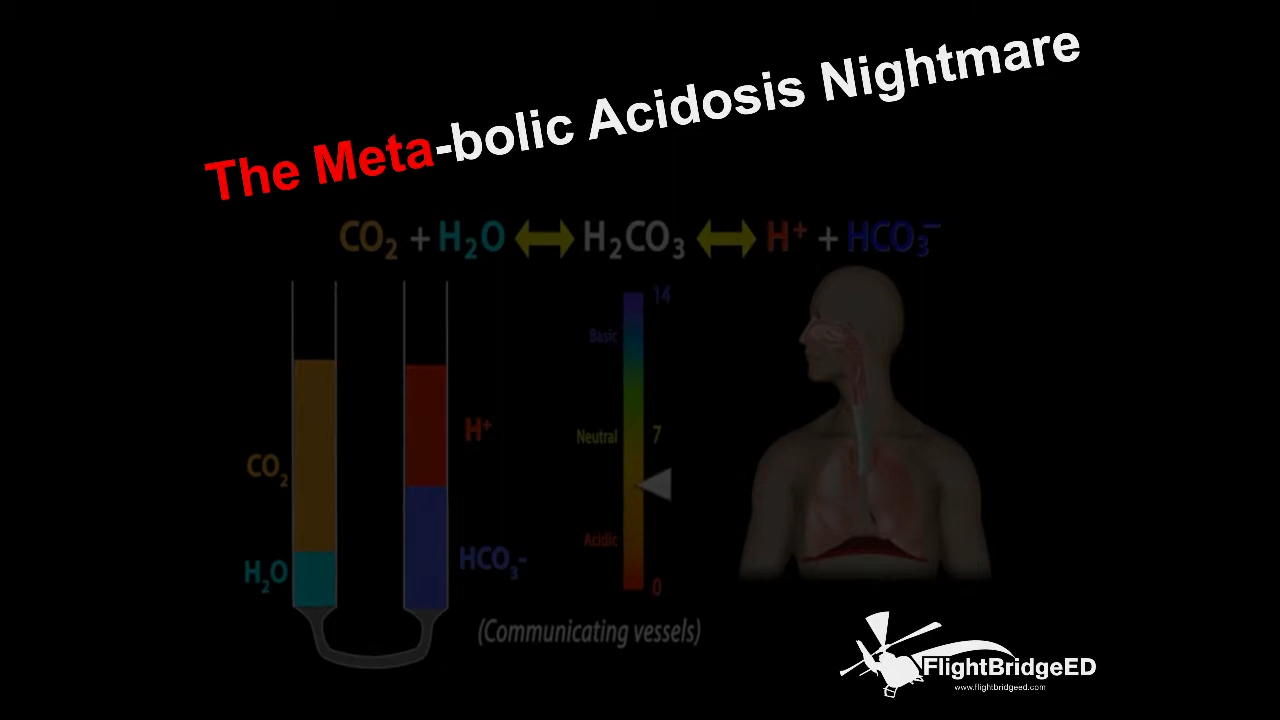 The Meta-bolic Acidosis Nightmare
CO₂ + H₂O ⟷ H₂CO₃ ⟷ H⁺ + HCO₃⁻
14
Basic
Neutral
7
H⁺
CO₂
Acidic
HCO₃-
H₂O
0
(Communicating vessels)
FlightBridgeED
www.flightbridgeed.com